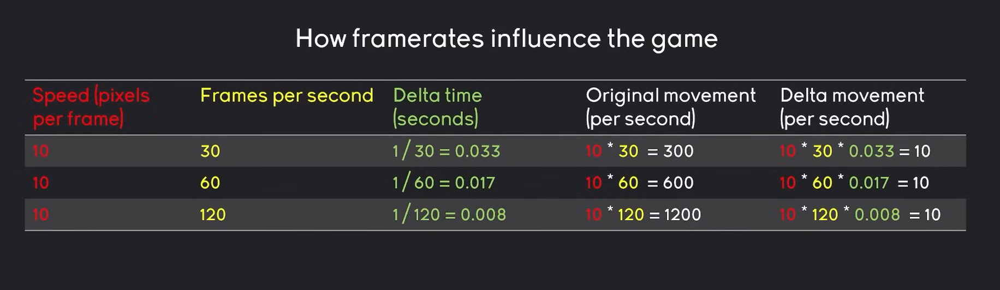 How framerates influence the game
Speed (pixels per frame) Frames per second Delta time (seconds) Original movement (per second) Delta movement (per second)
10 30 1 / 30 = 0.033 10 * 30 = 300 10 * 30 * 0.033 = 10
10 60 1 / 60 = 0.017 10 * 60 = 600 10 * 60 * 0.017 = 10
10 120 1 / 120 = 0.008 10 * 120 = 1200 10 * 120 * 0.008 = 10